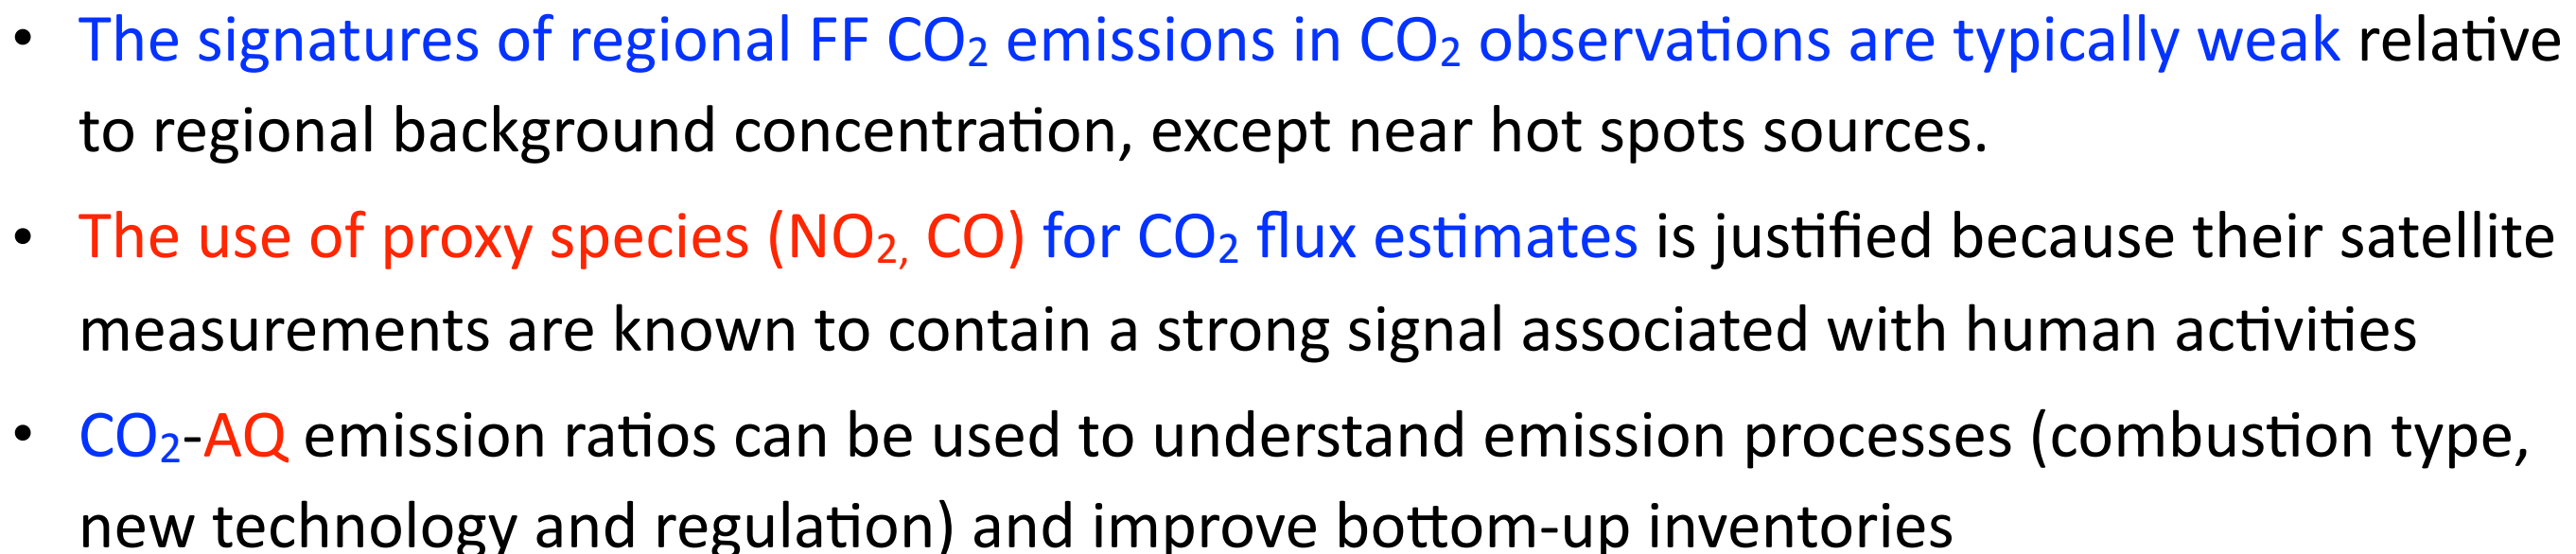 • The signatures of regional FF CO₂ emissions in CO₂ observations are typically weak relative
to regional background concentration, except near hot spots sources.
• The use of proxy species (NO₂, CO) for CO₂ flux estimates is justified because their satellite
measurements are known to contain a strong signal associated with human activities
• CO₂-AQ emission ratios can be used to understand emission processes (combustion type,
new technology and regulation) and improve bottom-up inventories